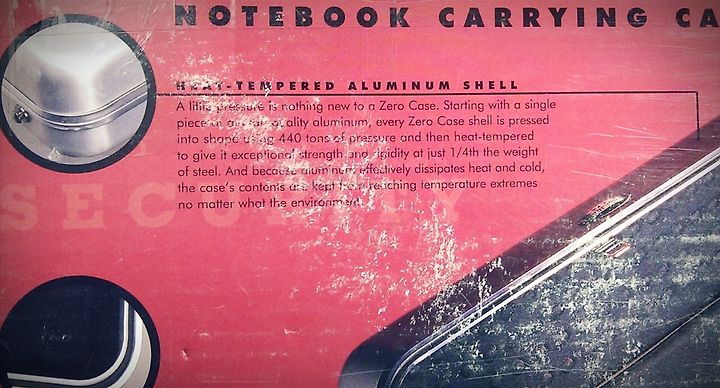 NOTEBOOK CARRYING CA
HEAT-TEMPERED ALUMINUM SHELL
A little pressure is nothing new to a Zero Case. Starting with a single
piece of aircraft quality aluminum, every Zero Case shell is pressed
into shape using 440 tons of pressure and then heat-tempered
to give it exceptional strength and rigidity at just 1/4th the weight
of steel. And because aluminum effectively dissipates heat and cold,
the case's contents are kept from reaching temperature extremes
no matter what the environment.
SECURITY